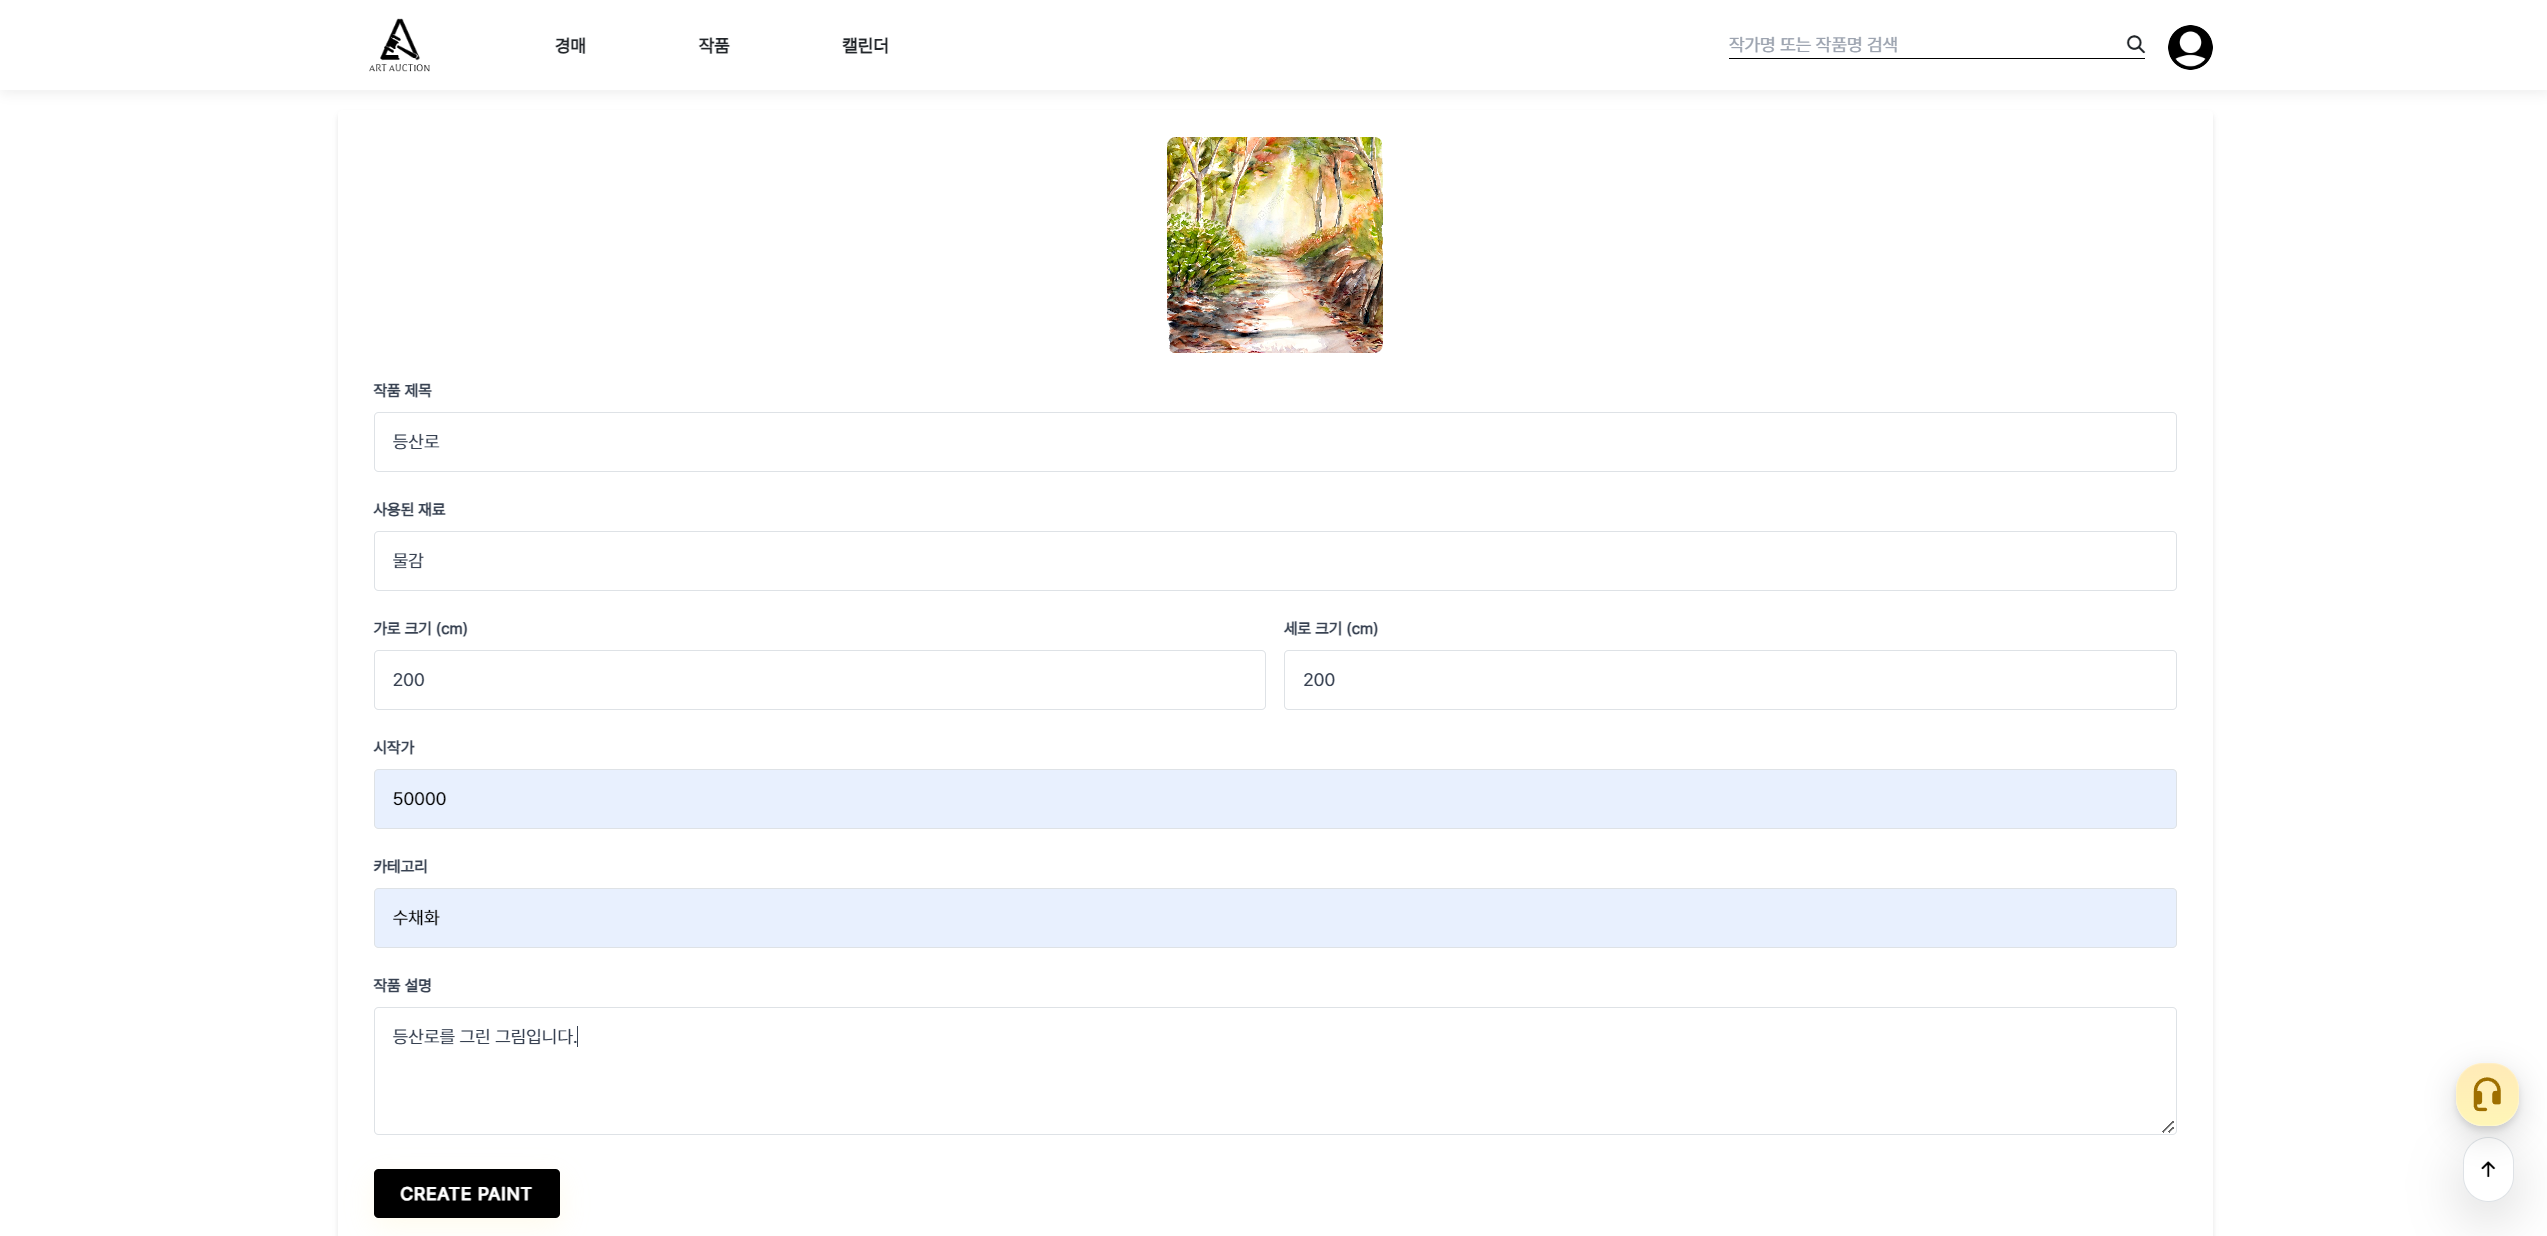 ART AUCTION
경매
작품
캘린더
작가명 또는 작품명 검색
작품 제목
등산로
사용된 재료
물감
가로 크기 (cm)
세로 크기 (cm)
200
200
시작가
50000
카테고리
수채화
작품 설명
등산로를 그린 그림입니다.
CREATE PAINT